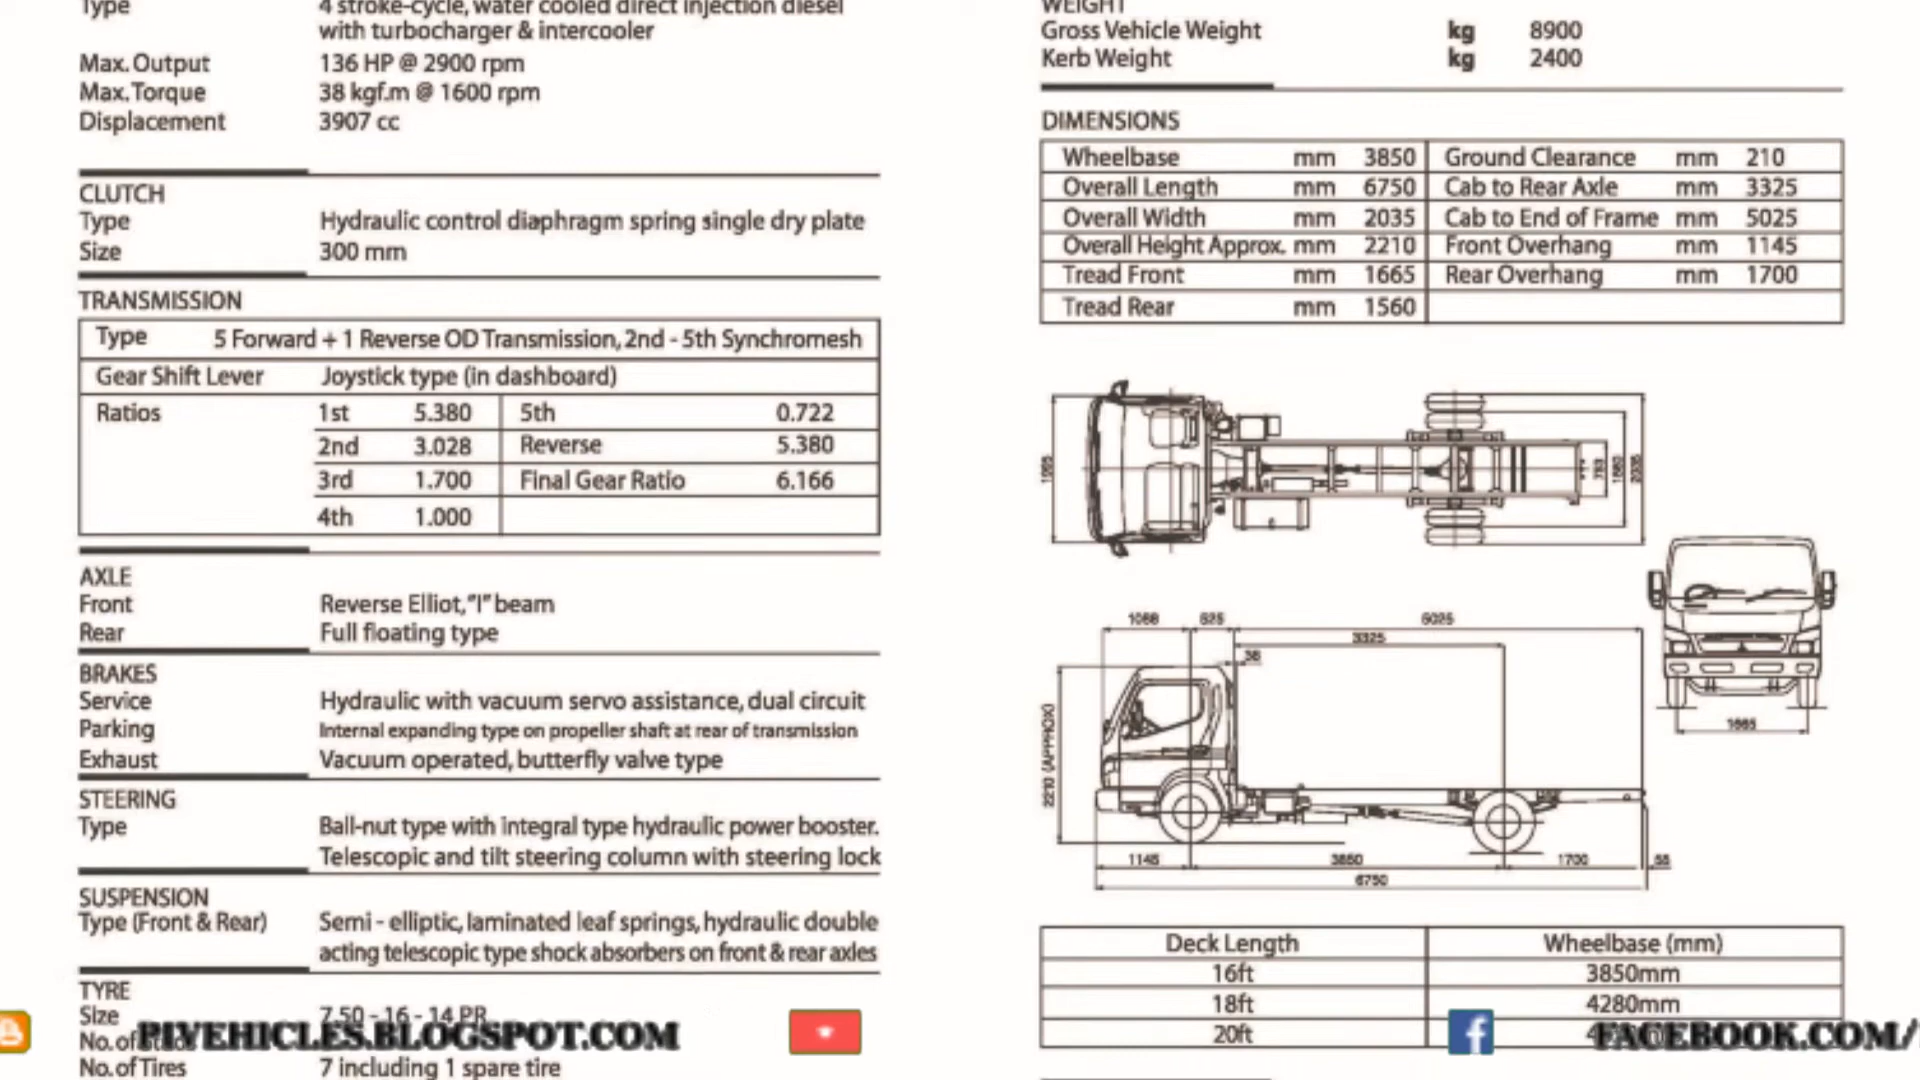 Type 4 stroke-cycle, water cooled direct injection diesel
with turbocharger & intercooler
Max. Output 136 HP @ 2900 rpm
Max. Torque 38 kgf.m @ 1600 rpm
Displacement 3907 cc
CLUTCH
Type Hydraulic control diaphragm spring single dry plate
Size 300 mm
TRANSMISSION
Type 5 Forward + 1 Reverse OD Transmission, 2nd - 5th Synchromesh
Gear Shift Lever Joystick type (in dashboard)
Ratios 1st 5.380 5th 0.722
2nd 3.028 Reverse 5.380
3rd 1.700 Final Gear Ratio 6.166
4th 1.000
AXLE
Front Reverse Elliot, "I" beam
Rear Full floating type
BRAKES
Service Hydraulic with vacuum servo assistance, dual circuit
Parking Internal expanding type on propeller shaft at rear of transmission
Exhaust Vacuum operated, butterfly valve type
STEERING
Type Ball-nut type with integral type hydraulic power booster.
Telescopic and tilt steering column with steering lock
SUSPENSION
Type (Front & Rear) Semi - elliptic, laminated leaf springs, hydraulic double
acting telescopic type shock absorbers on front & rear axles
TYRE
Size 7.50 - 16 - 14 PR
No. of
No. of Tires 7 including 1 spare tire
WEIGHT
Gross Vehicle Weight kg 8900
Kerb Weight kg 2400
DIMENSIONS
Wheelbase mm 3850 Ground Clearance mm 210
Overall Length mm 6750 Cab to Rear Axle mm 3325
Overall Width mm 2035 Cab to End of Frame mm 5025
Overall Height Approx. mm 2210 Front Overhang mm 1145
Tread Front mm 1665 Rear Overhang mm 1700
Tread Rear mm 1560
753
2035
5025
3325
2210 (APPROX)
1665
1145 3850 1700
6750
Deck Length Wheelbase (mm)
16ft 3850mm
18ft 4280mm
20ft
PIVEHICLES.BLOGSPOT.COM
FACEBOOK.COM/